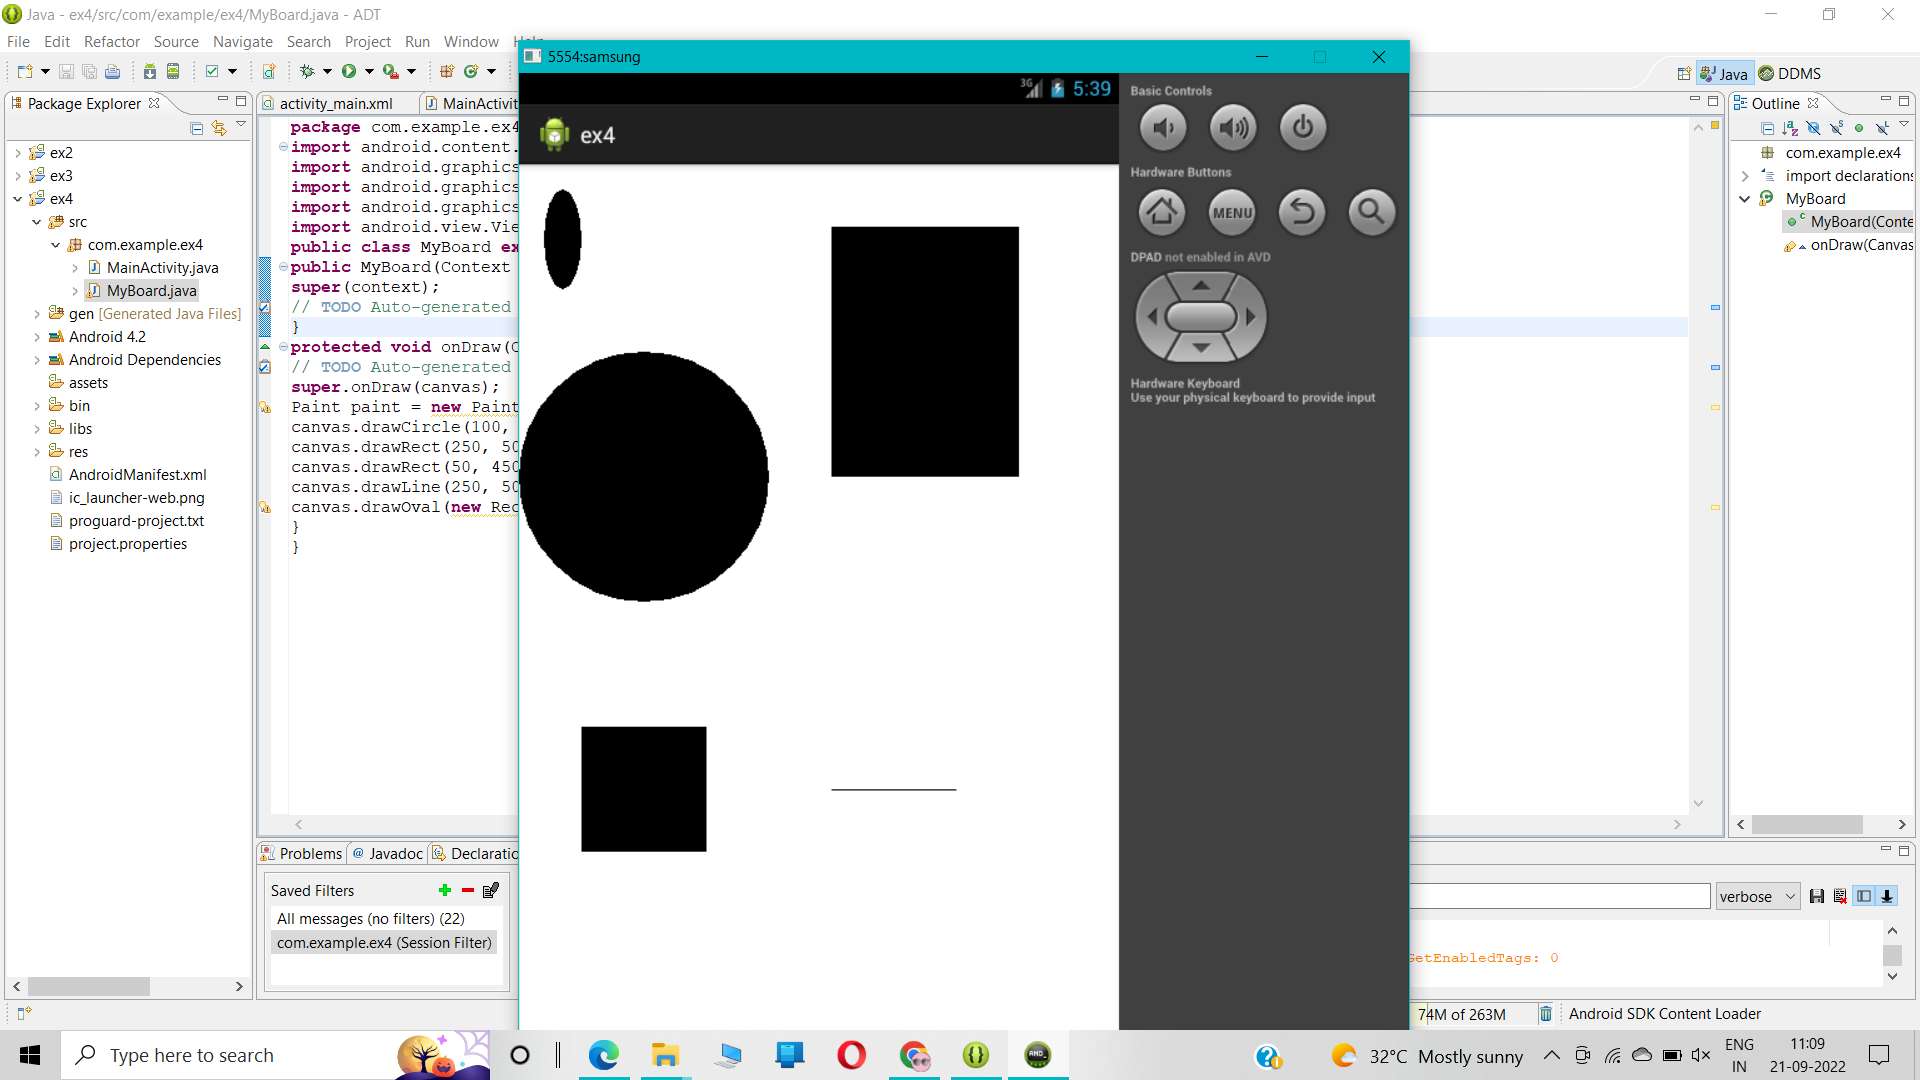 Java - ex4/src/com/example/ex4/MyBoard.java - ADT
File Edit Refactor Source Navigate Search Project Run Window Help
Java DDMS
Package Explorer
ex2
ex3
ex4
src
com.example.ex4
MainActivity.java
MyBoard.java
gen [Generated Java Files]
Android 4.2
Android Dependencies
assets
bin
libs
res
AndroidManifest.xml
ic_launcher-web.png
proguard-project.txt
project.properties
activity_main.xml MainActivit
package com.example.ex4
import android.content.
import android.graphics
import android.graphics
import android.graphics
import android.view.Vie
public class MyBoard ex
public MyBoard(Context
super(context);
// TODO Auto-generated
}
protected void onDraw(C
// TODO Auto-generated
super.onDraw(canvas);
Paint paint = new Paint
canvas.drawCircle(100,
canvas.drawRect(250, 50
canvas.drawRect(50, 450
canvas.drawLine(250, 50
canvas.drawOval(new Rec
}
}
5554:samsung
3G 5:39
ex4
Basic Controls
Hardware Buttons
MENU
DPAD not enabled in AVD
Hardware Keyboard
Use your physical keyboard to provide input
Outline
com.example.ex4
import declarations
MyBoard
MyBoard(Conte
onDraw(Canvas
Problems @ Javadoc Declaratic
Saved Filters
All messages (no filters) (22)
com.example.ex4 (Session Filter)
verbose
GetEnabledTags: 0
74M of 263M
Android SDK Content Loader
Type here to search
32°C Mostly sunny
ENG
IN
11:09
21-09-2022